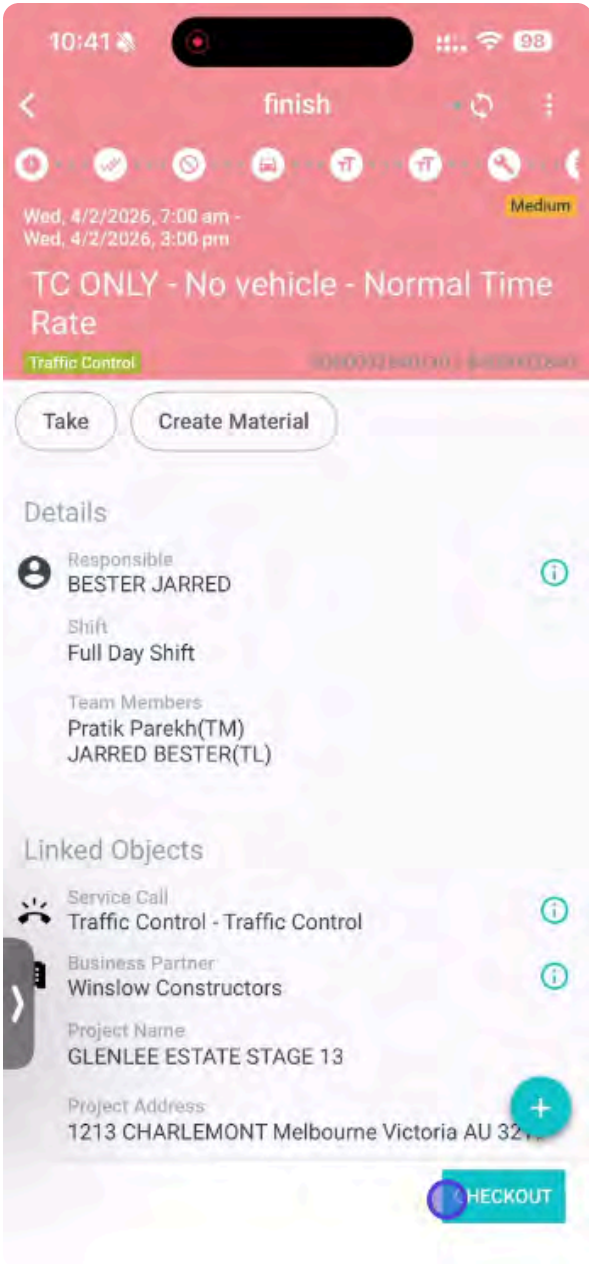 10:41
98
finish
Medium
Wed, 4/2/2026, 7:00 am -
Wed, 4/2/2026, 3:00 pm
TC ONLY - No vehicle - Normal Time
Rate
Traffic Control
Take
Create Material
Details
Responsible
BESTER JARRED
Shift
Full Day Shift
Team Members
Pratik Parekh(TM)
JARRED BESTER(TL)
Linked Objects
Service Call
Traffic Control - Traffic Control
Business Partner
Winslow Constructors
Project Name
GLENLEE ESTATE STAGE 13
Project Address
1213 CHARLEMONT Melbourne Victoria AU
+
CHECKOUT